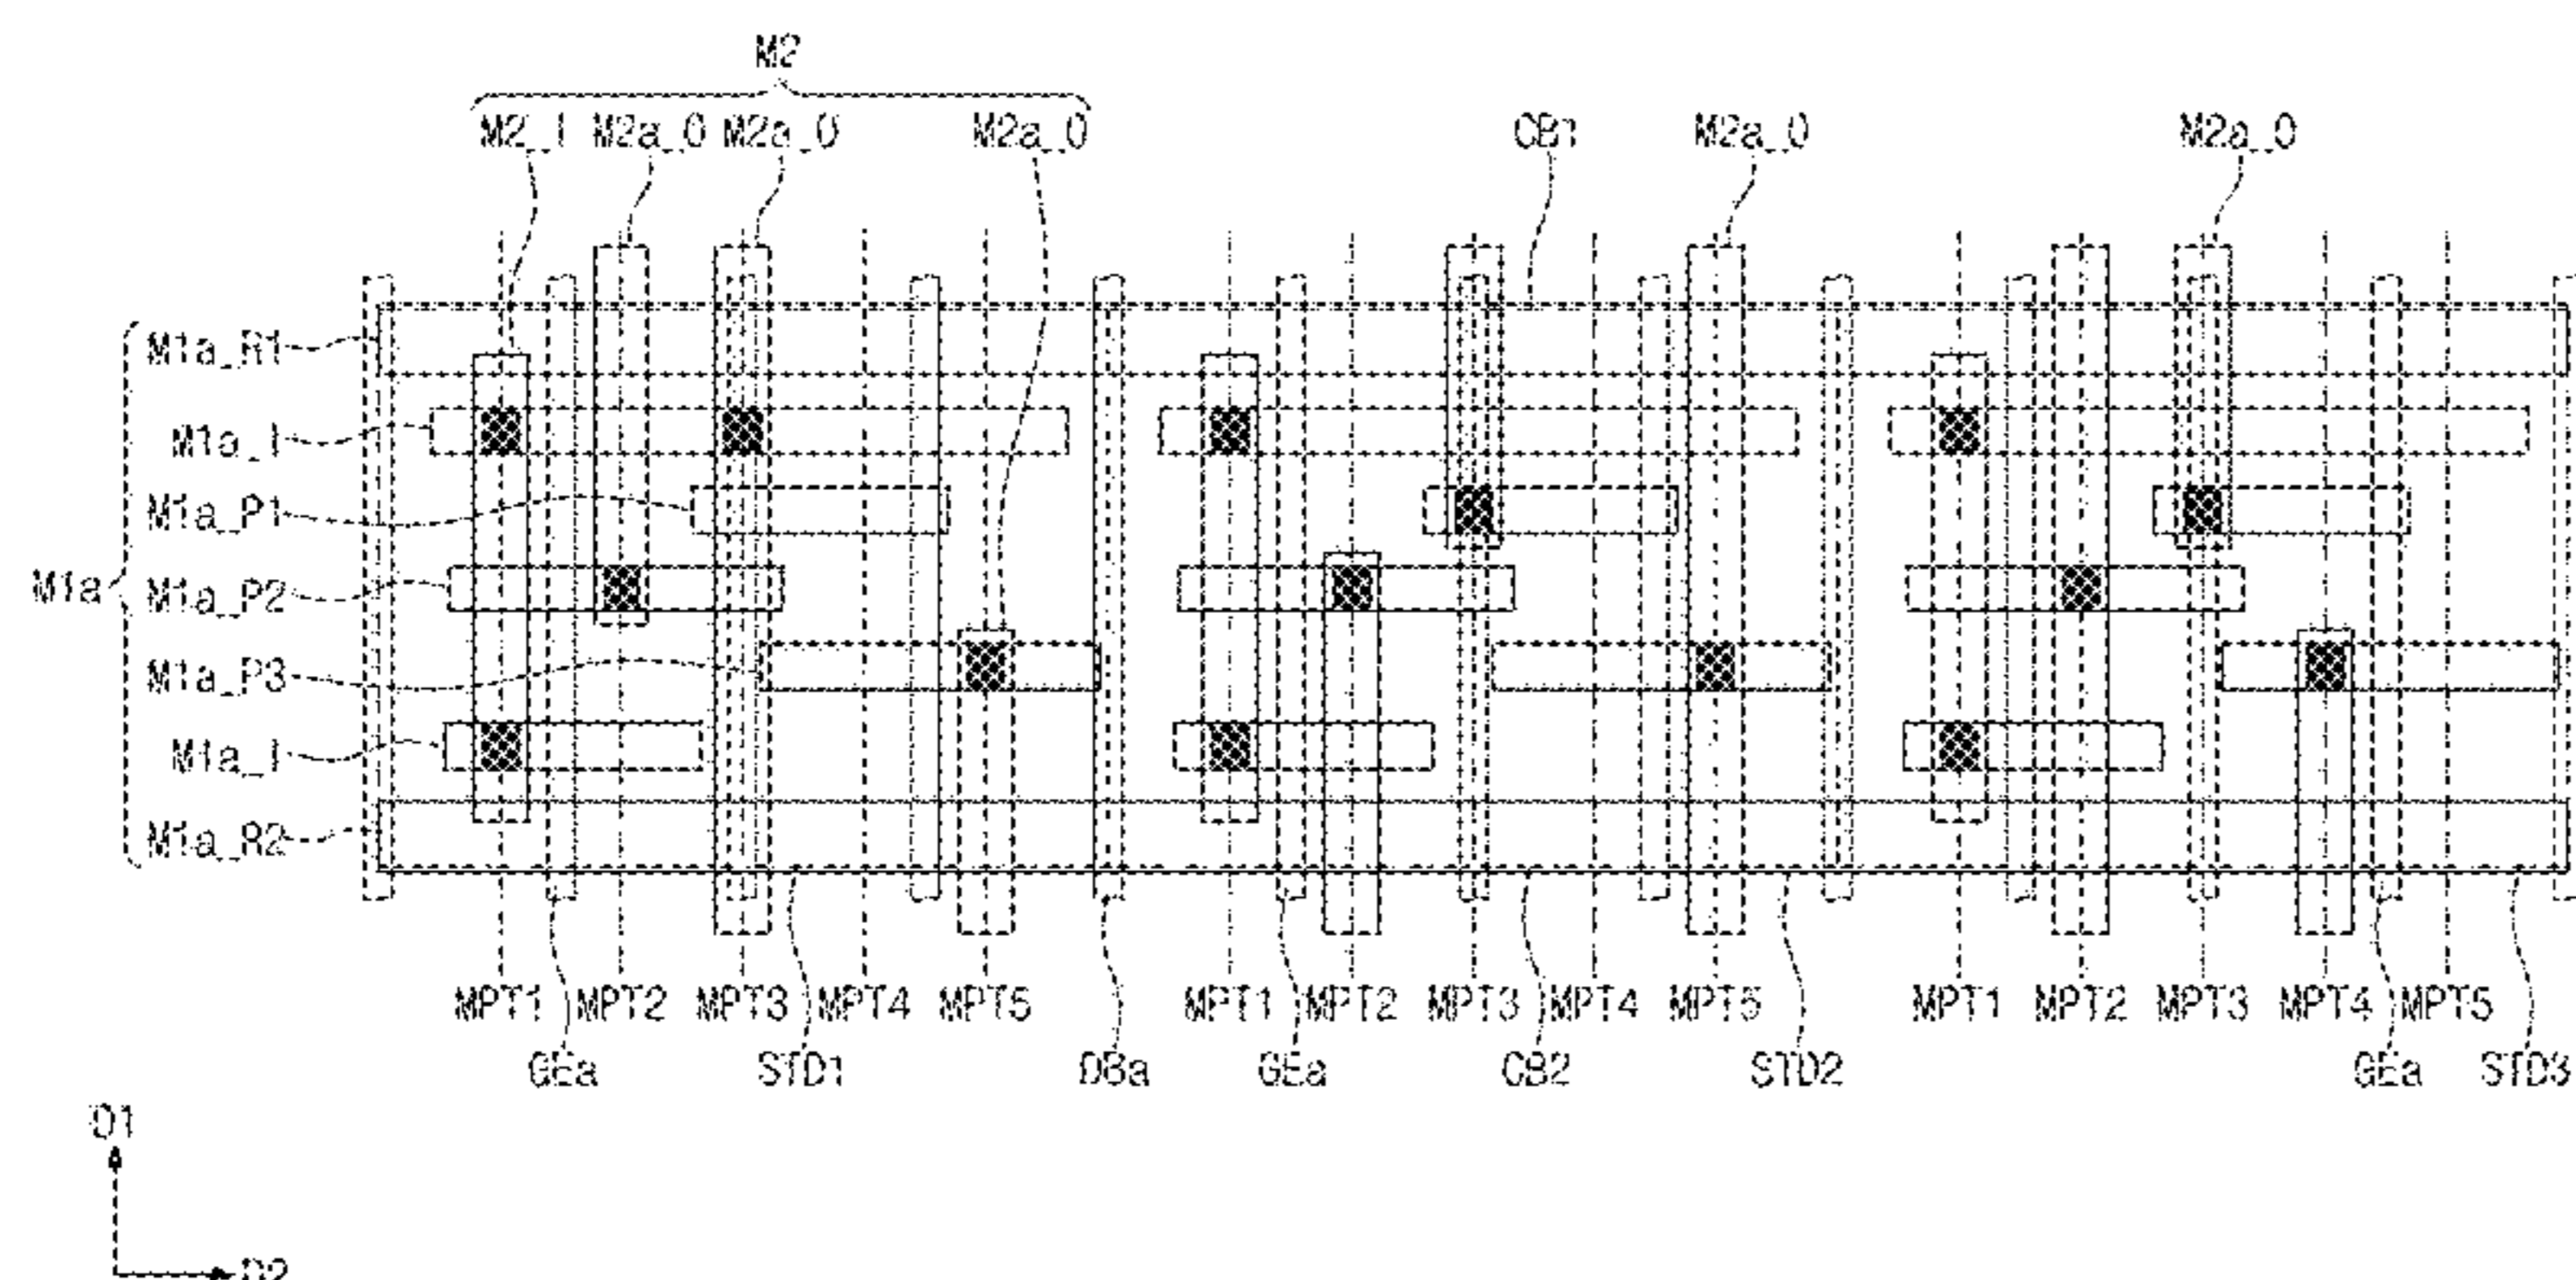 M2
M2_I M2a_O M2a_O M2a_O CB1 M2a_O M2a_O
M1a_R1
M1a_I
M1a_P1
M1a M1a_P2
M1a_P3
M1a_I
M1a_R2
MPT1 MPT2 MPT3 MPT4 MPT5 MPT1 MPT2 MPT3 MPT4 MPT5 MPT1 MPT2 MPT3 MPT4 MPT5
GEa STD1 DBa GEa CB2 STD2 GEa STD3
D1
D2